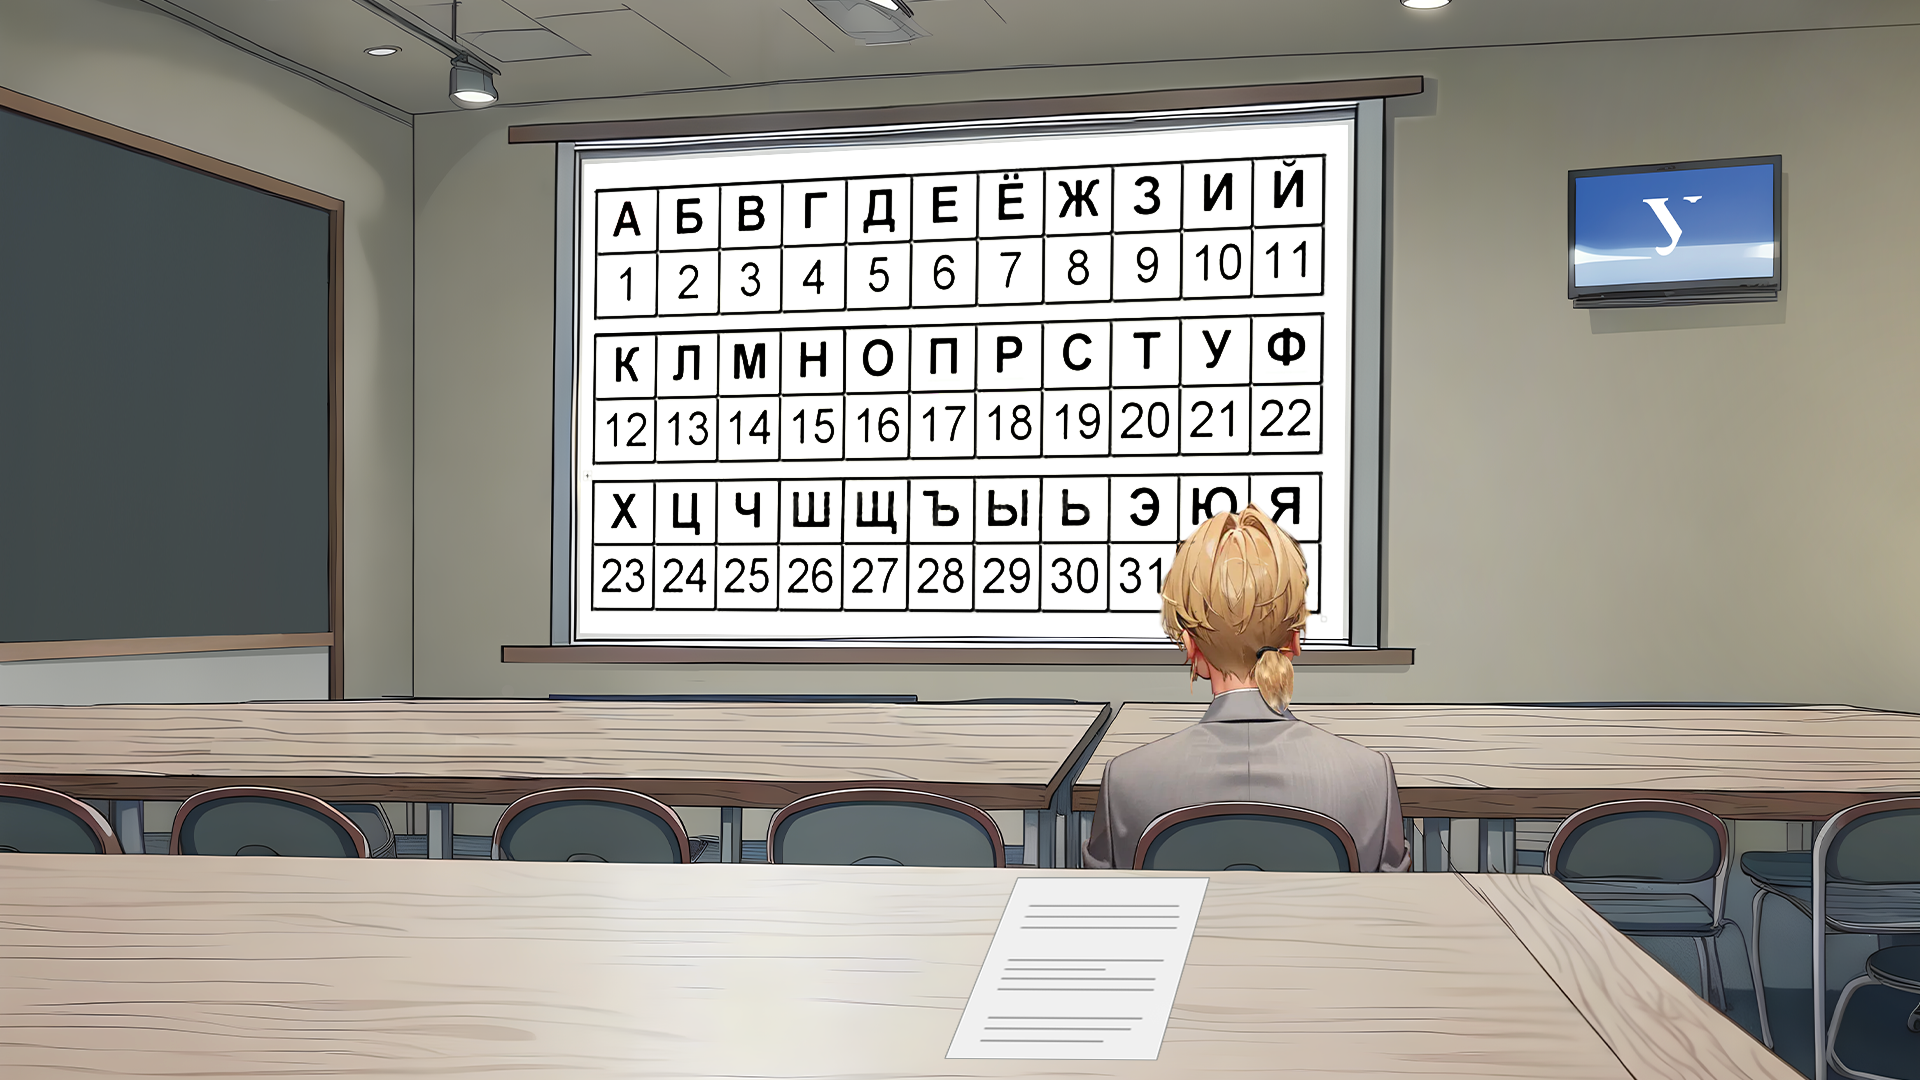 А Б В Г Д Е Ё Ж З И Й
1 2 3 4 5 6 7 8 9 10 11
К Л М Н О П Р С Т У Ф
12 13 14 15 16 17 18 19 20 21 22
Х Ц Ч Ш Щ Ъ Ы Ь Э Ю Я
23 24 25 26 27 28 29 30 31
У